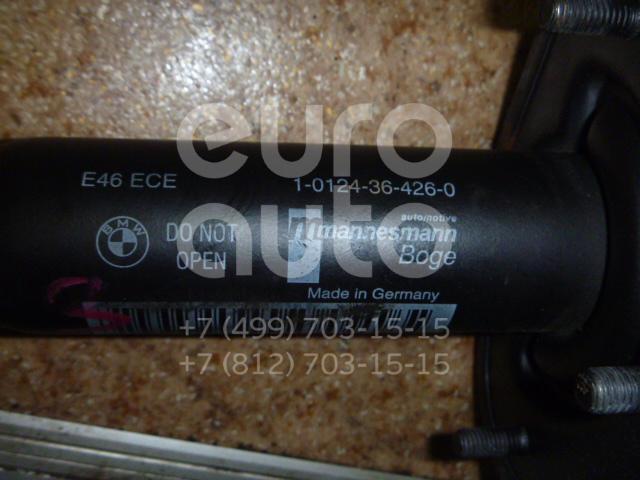 euro
auto
E46 ECE
1-0124-36-426-0
BMW
DO NOT
OPEN
automotive
mannesmann
Boge
Made in Germany
+7 (499) 703-15-15
+7 (812) 703-15-15